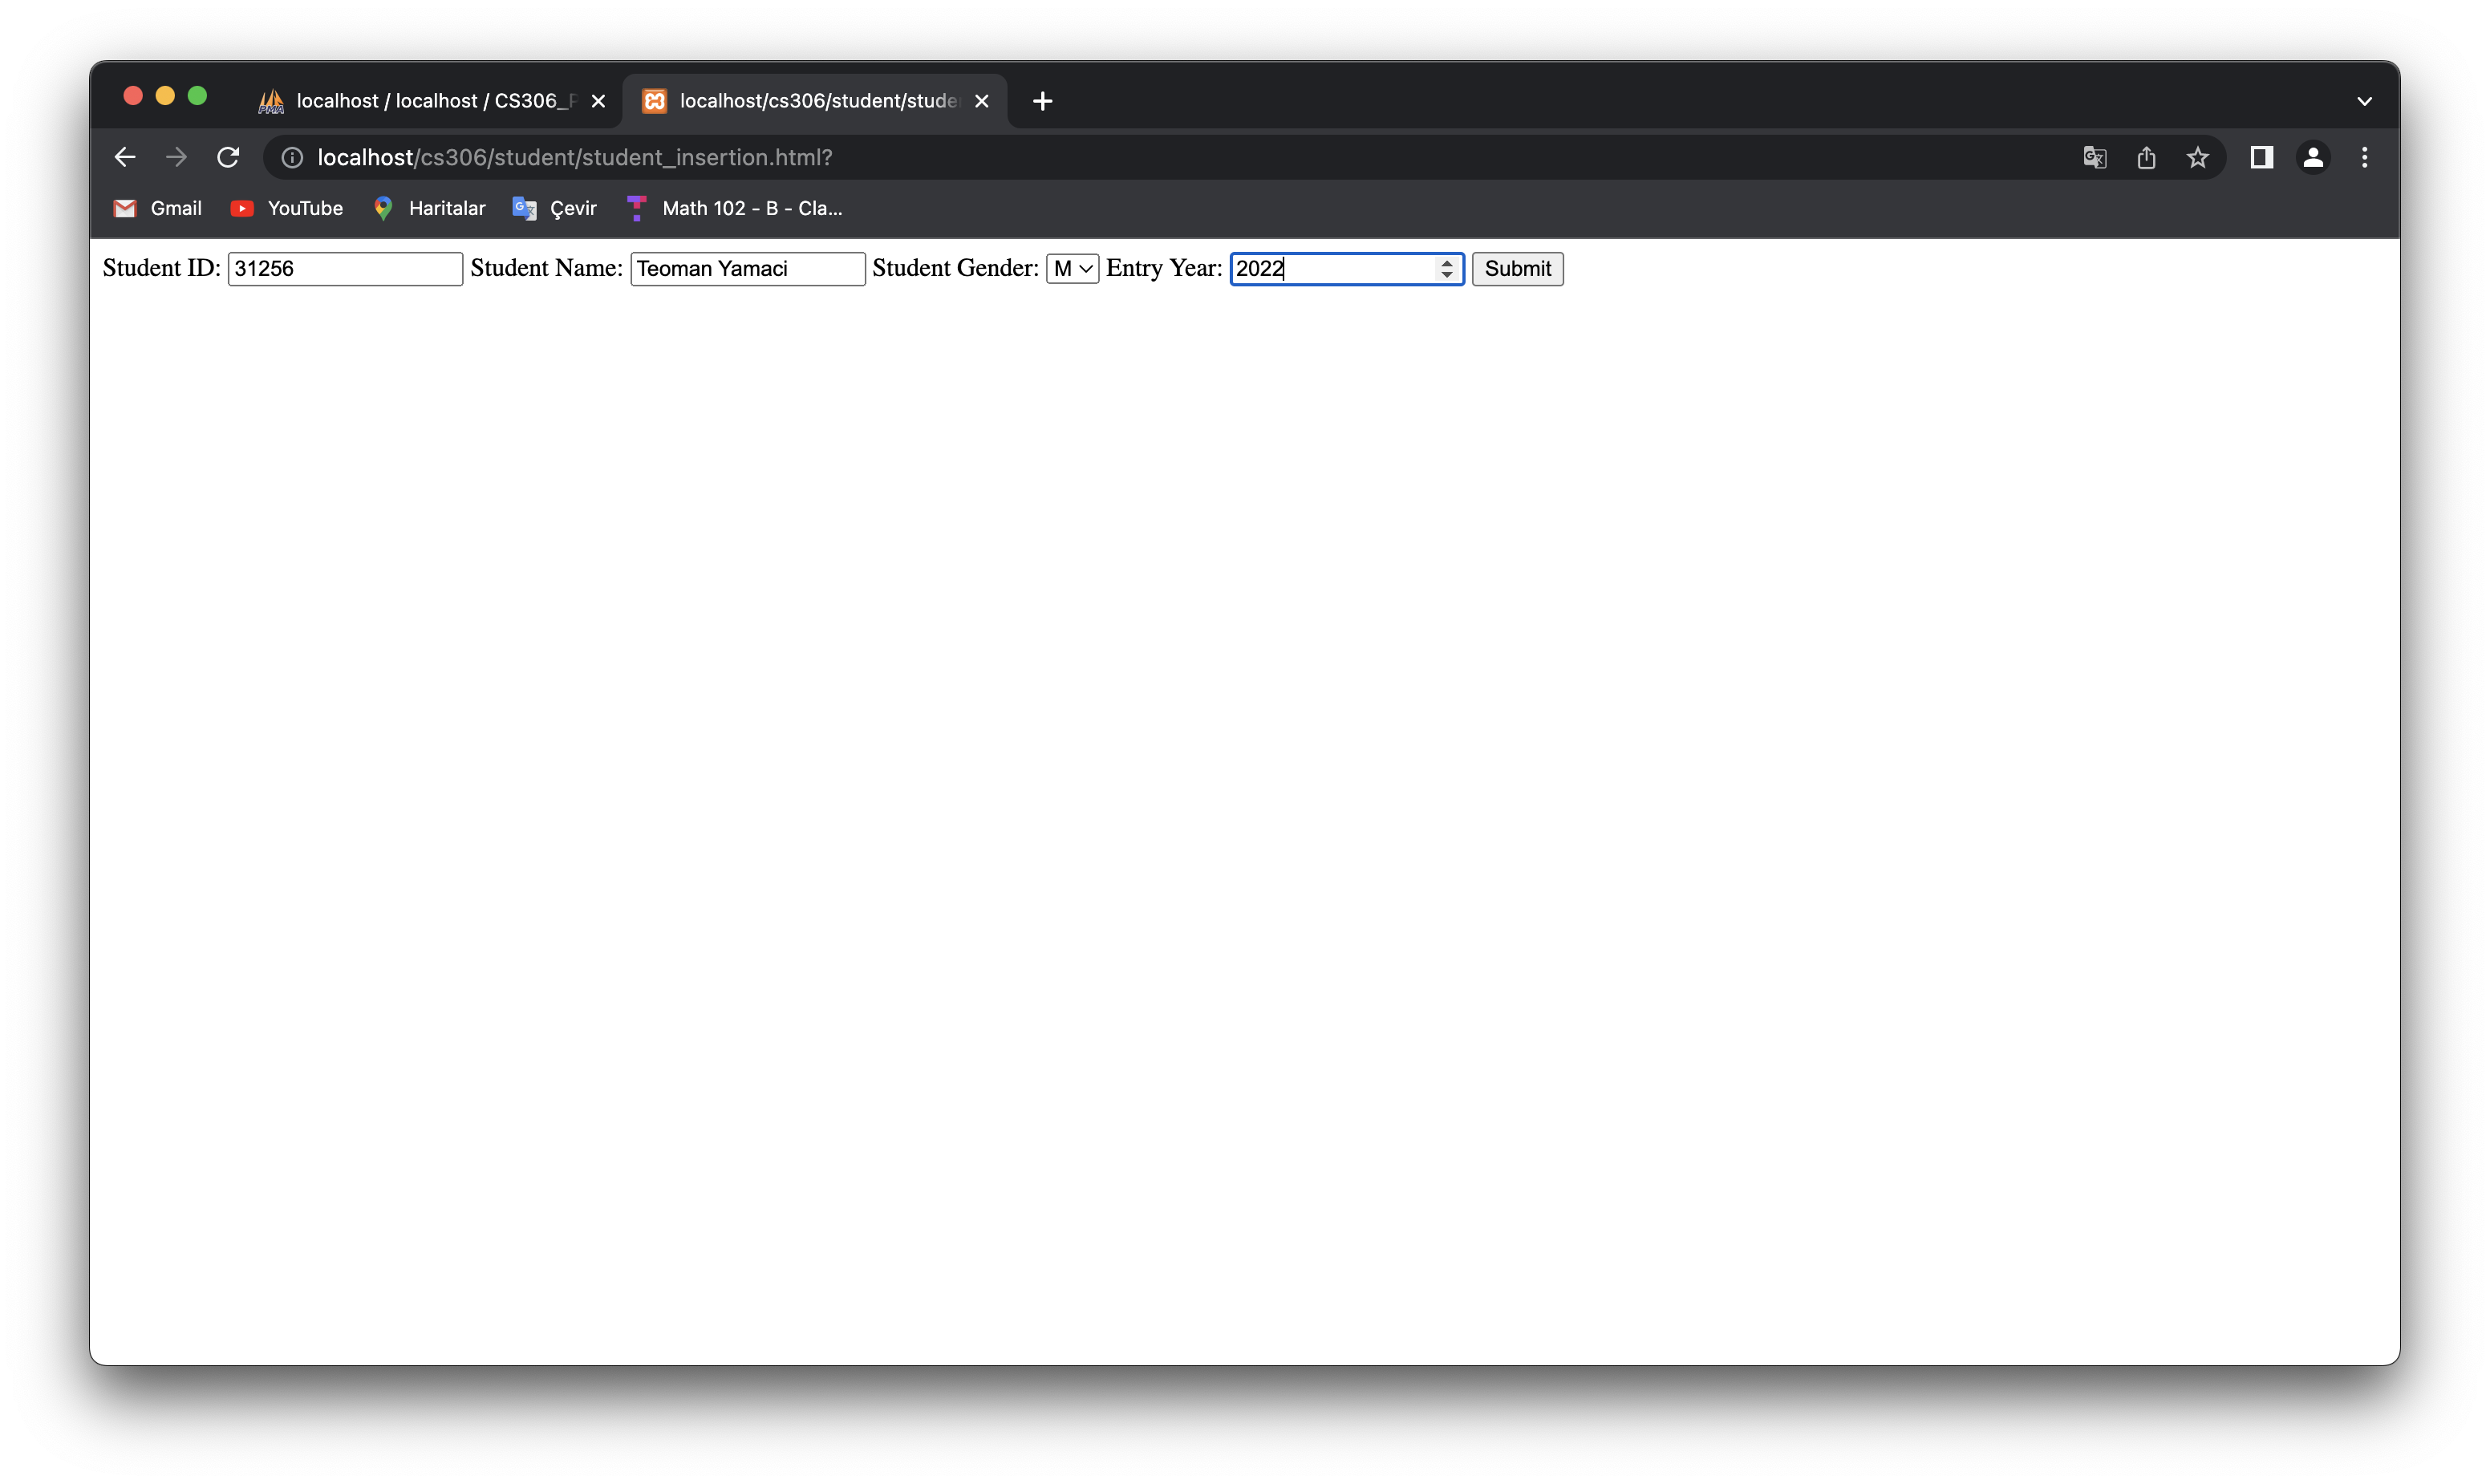 localhost / localhost / CS306_P localhost/cs306/student/stude
localhost/cs306/student/student_insertion.html?
Gmail YouTube Haritalar Çevir Math 102 - B - Cla...
Student ID: 31256 Student Name: Teoman Yamaci Student Gender: M Entry Year: 2022 Submit